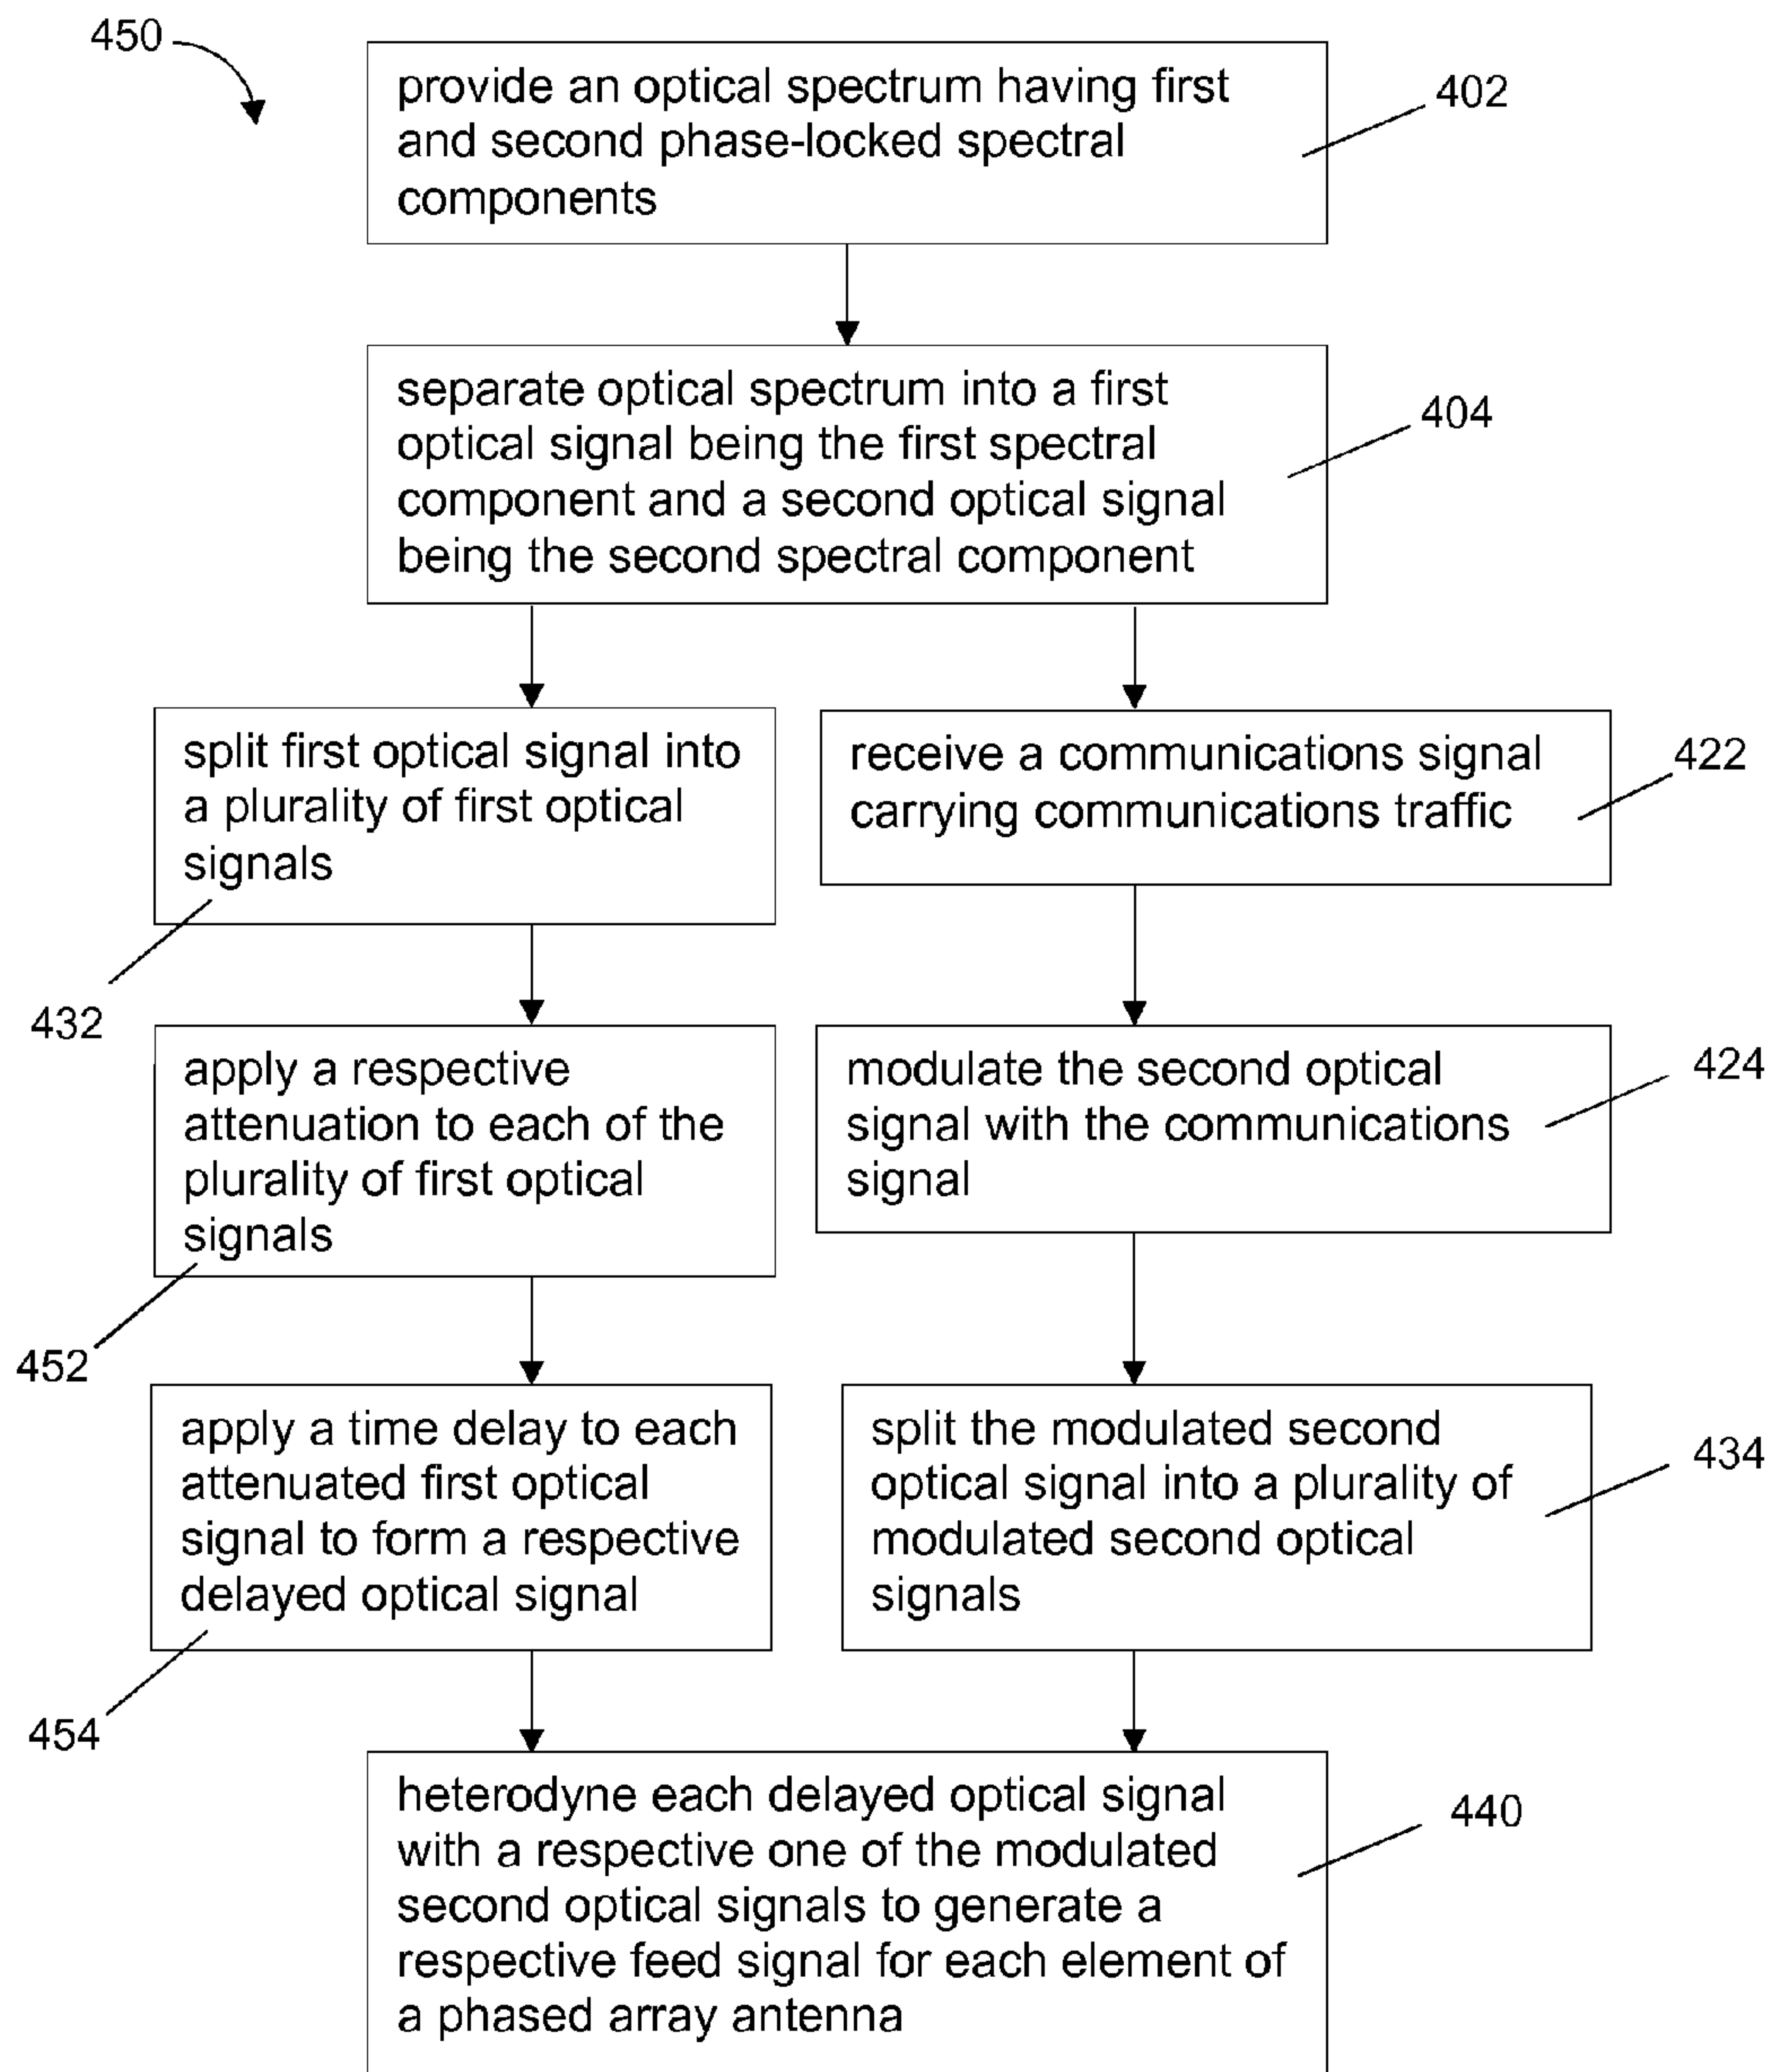 450
provide an optical spectrum having first
and second phase-locked spectral
components
402
separate optical spectrum into a first
optical signal being the first spectral
component and a second optical signal
being the second spectral component
404
split first optical signal into
a plurality of first optical
signals
432
receive a communications signal
carrying communications traffic
422
apply a respective
attenuation to each of the
plurality of first optical
signals
452
modulate the second optical
signal with the communications
signal
424
apply a time delay to each
attenuated first optical
signal to form a respective
delayed optical signal
454
split the modulated second
optical signal into a plurality of
modulated second optical
signals
434
heterodyne each delayed optical signal
with a respective one of the modulated
second optical signals to generate a
respective feed signal for each element of
a phased array antenna
440